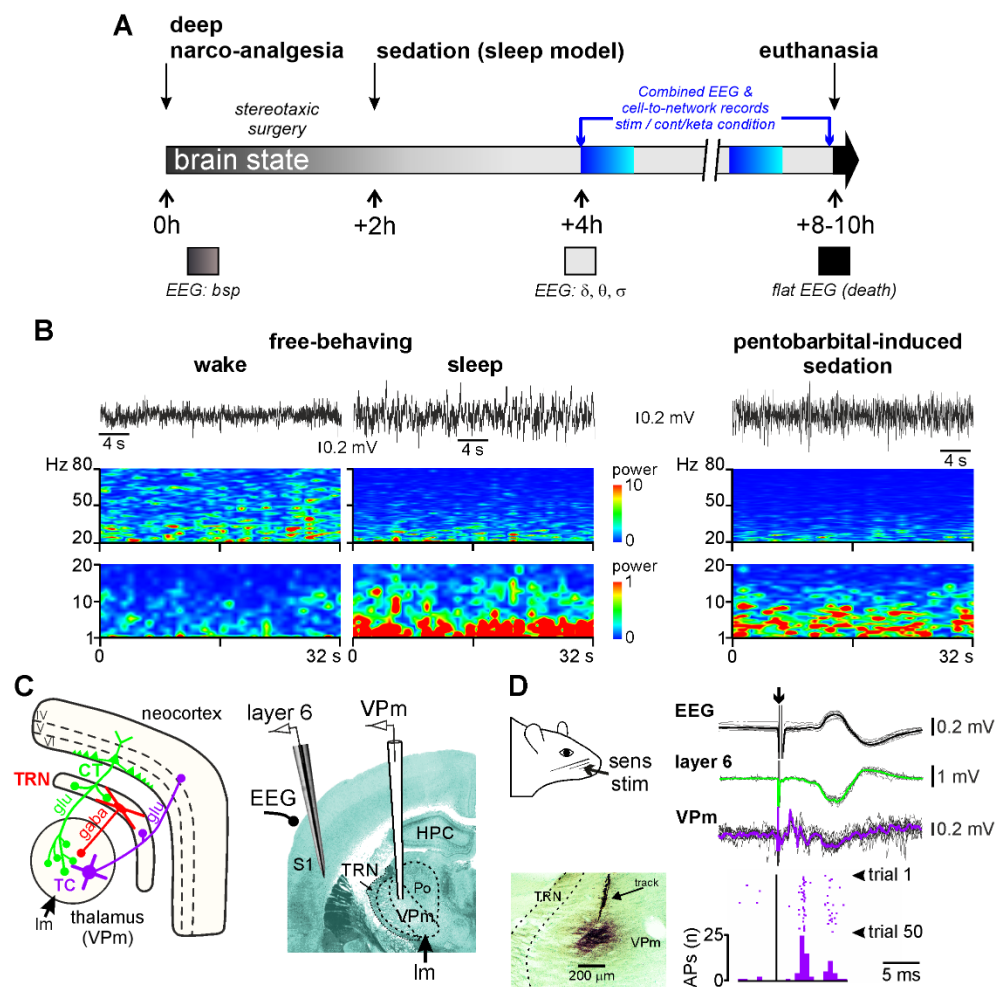 A
deep
narco-analgesia
sedation (sleep model)
euthanasia
stereotaxic
surgery
Combined EEG &
cell-to-network records
stim / cont/keta condition
brain state
0h
+2h
+4h
+8-10h
EEG: bsp
EEG: δ, θ, σ
flat EEG (death)
B
free-behaving
wake
sleep
pentobarbital-induced
sedation
4 s
0.2 mV
4 s
0.2 mV
4 s
Hz 80
50
20
power
10
0
80
50
20
20
10
1
power
1
0
20
10
1
0
32 s
32 s
0
32 s
C
neocortex
IV
V
VI
CT
TRN
glu
gaba
glu
TC
lm
thalamus
(VPm)
layer 6
VPm
EEG
S1
HPC
TRN
Po
VPm
lm
D
sens
stim
TRN
track
VPm
200 µm
EEG
0.2 mV
layer 6
1 mV
VPm
0.2 mV
trial 1
trial 50
APs (n)
25
0
5 ms